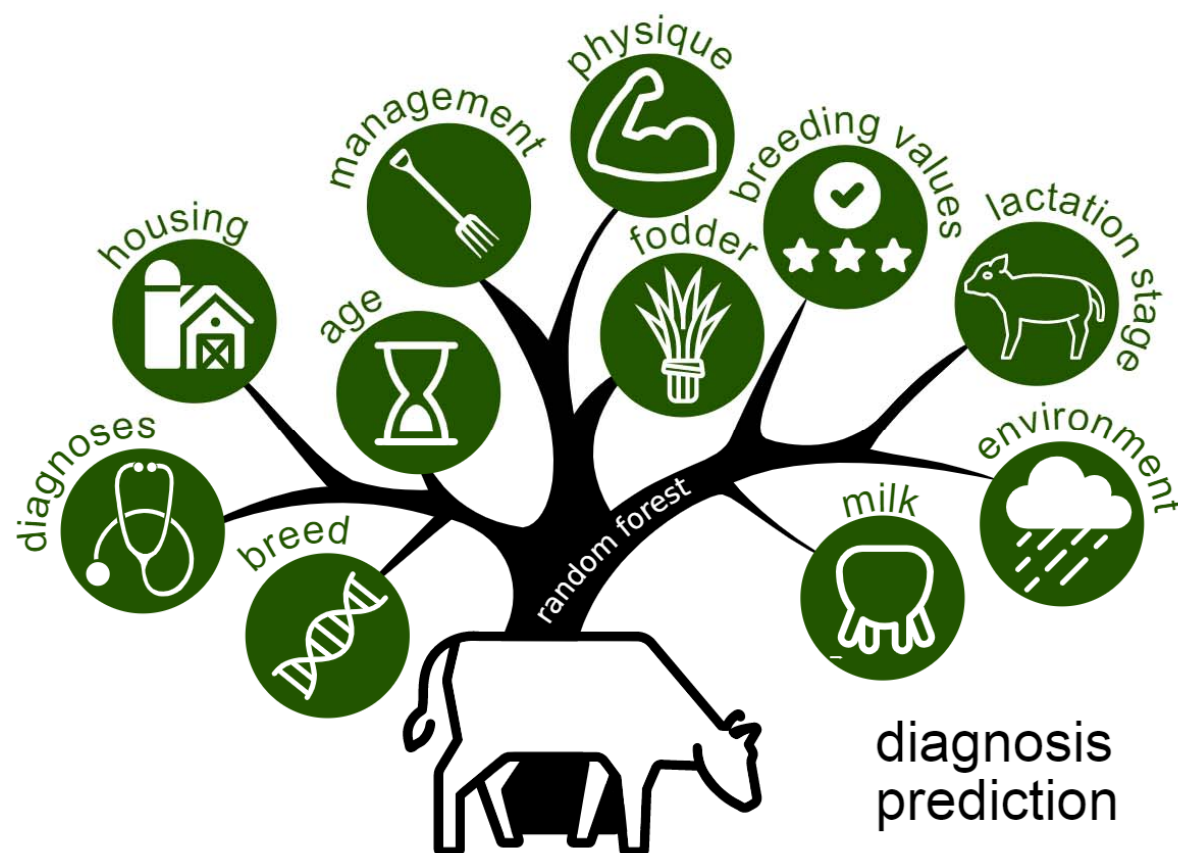 physique
management
breeding values
housing
fodder
lactation stage
age
diagnoses
breed
random forest
milk
environment
diagnosis
prediction